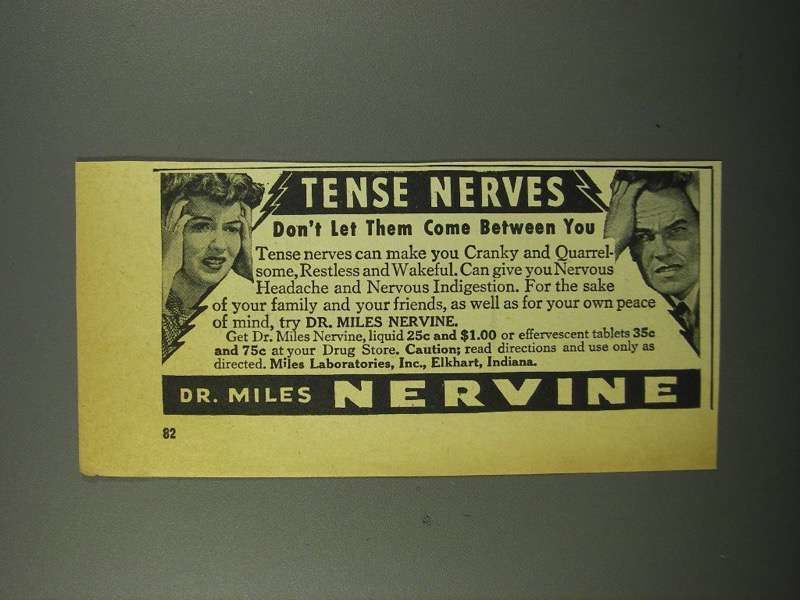 TENSE NERVES
Don't Let Them Come Between You
Tense nerves can make you Cranky and Quarrel-
some, Restless and Wakeful. Can give you Nervous
Headache and Nervous Indigestion. For the sake
of your family and your friends, as well as for your own peace
of mind, try DR. MILES NERVINE.
Get Dr. Miles Nervine, liquid 25c and $1.00 or effervescent tablets 35c
and 75c at your Drug Store. Caution; read directions and use only as
directed. Miles Laboratories, Inc., Elkhart, Indiana.
DR. MILES NERVINE
82